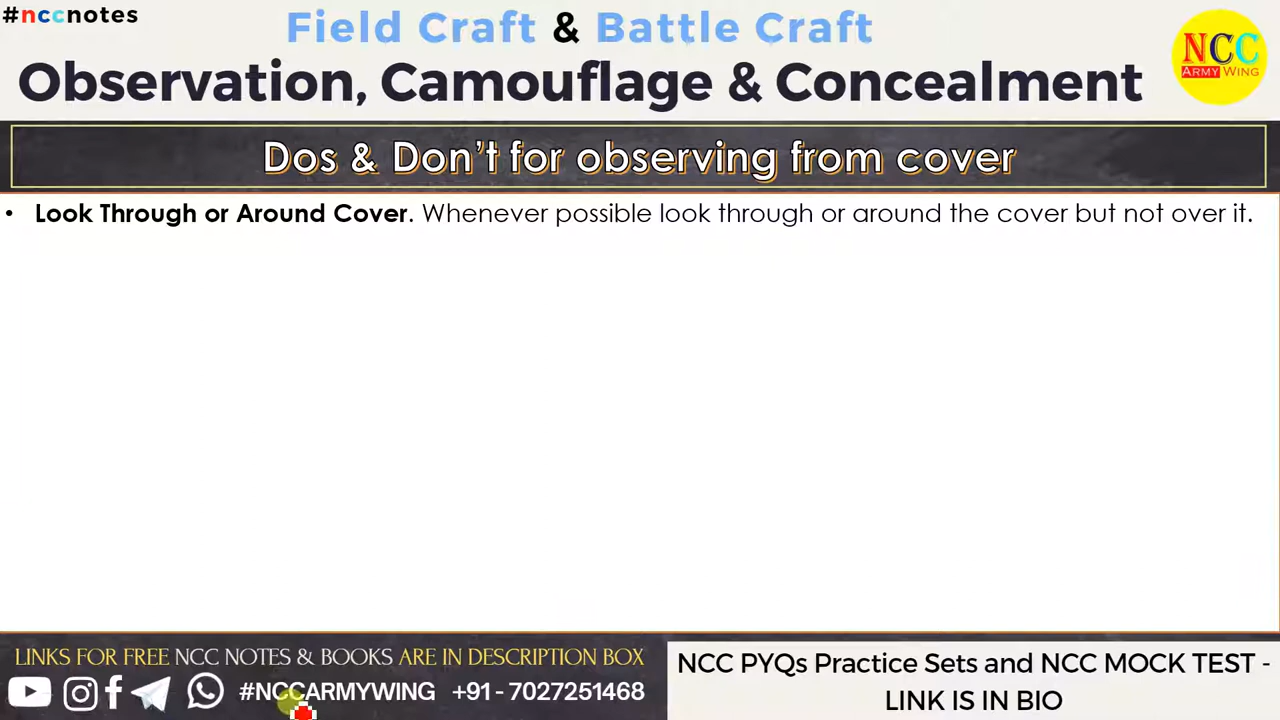 #nccnotes
Field Craft & Battle Craft
Observation, Camouflage & Concealment
NCC
ARMY WING
Dos & Don't for observing from cover
• Look Through or Around Cover. Whenever possible look through or around the cover but not over it.
LINKS FOR FREE NCC NOTES & BOOKS ARE IN DESCRIPTION BOX
#NCCARMYWING +91 - 7027251468
NCC PYQs Practice Sets and NCC MOCK TEST -
LINK IS IN BIO